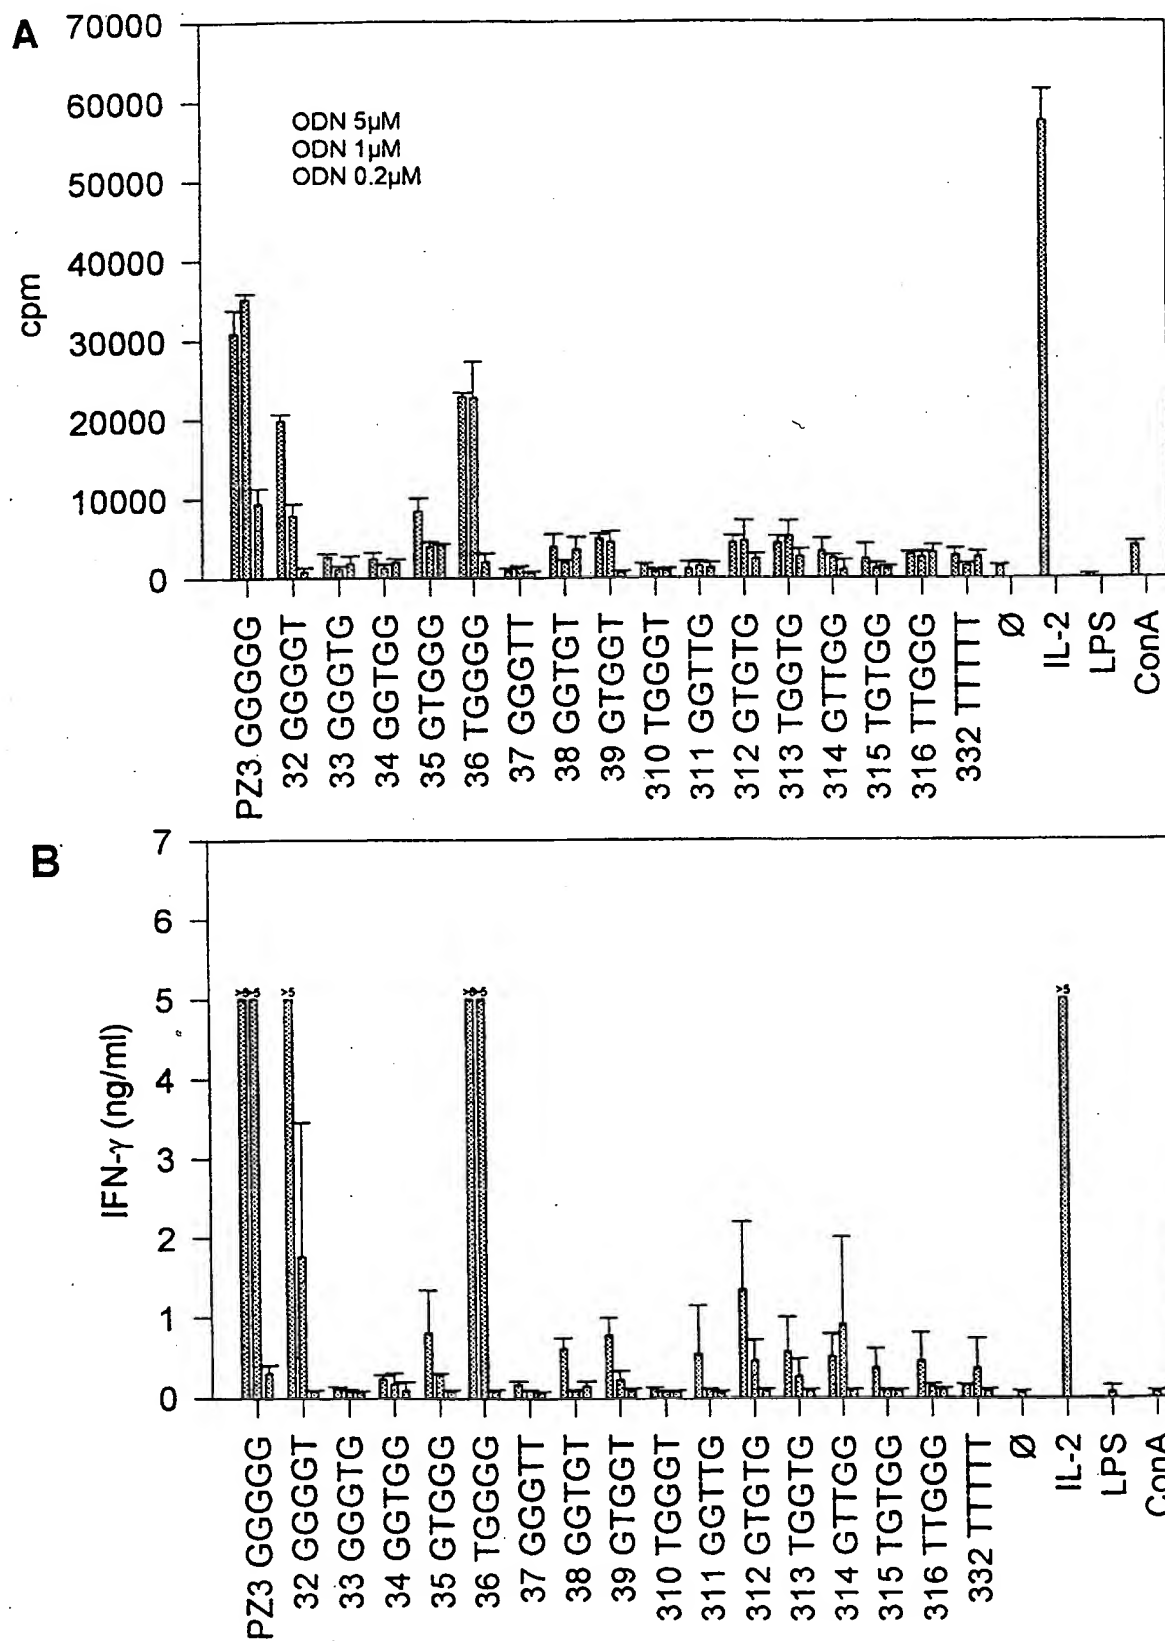 A
70000
60000
50000
40000
30000
20000
10000
0
cpm
ODN 5µM
ODN 1µM
ODN 0.2µM
PZ3 GGGGGG
32 GGGGT
33 GGGTG
34 GGTGG
35 GTGGG
36 TGGGG
37 GGGTT
38 GGTGT
39 GTGGT
310 TGGGT
311 GGTTG
312 GTGTG
313 TGGTG
314 GTTGG
315 TGTGG
316 TTGGG
332 TTTTT
Ø
IL-2
LPS
ConA
B
7
6
5
4
3
2
1
0
IFN-γ (ng/ml)
>5
>5
>5
>5
>5
>5
PZ3 GGGGG
32 GGGGT
33 GGGTG
34 GGTGG
35 GTGGG
36 TGGGG
37 GGGTT
38 GGTGT
39 GTGGT
310 TGGGT
311 GGTTG
312 GTGTG
313 TGGTG
314 GTTGG
315 TGTGG
316 TTGGG
332 TTTTT
Ø
IL-2
LPS
ConA